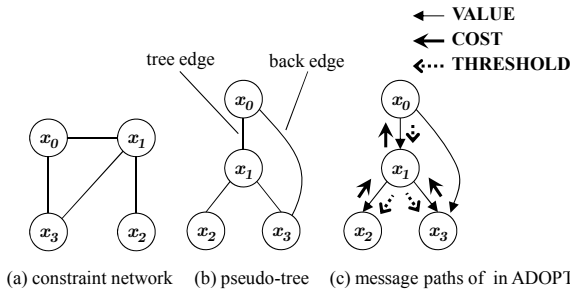 VALUE
COST
THRESHOLD
tree edge
back edge
x0
x1
x3
x2
x0
x1
x2
x3
x0
x1
x2
x3
(a) constraint network
(b) pseudo-tree
(c) message paths of in ADOPT